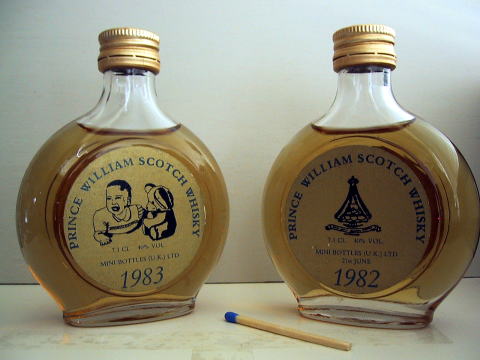 PRINCE WILLIAM SCOTCH WHISKY
7.1 CL 40% VOL.
MINI BOTTLES (U.K.) LTD
1983
PRINCE WILLIAM SCOTCH WHISKY
7.1 CL 40% VOL.
MINI BOTTLES (U.K.) LTD
21st JUNE
1982